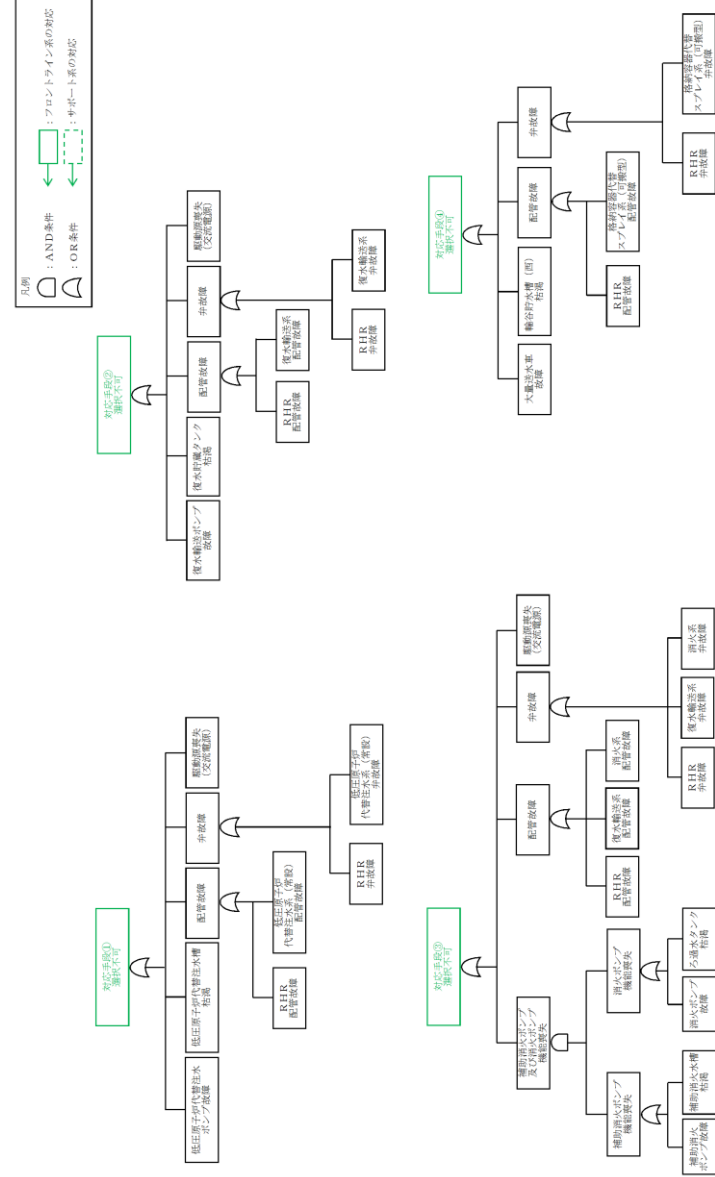 凡例
：AND条件
：OR条件
：フロントライン系の対応
：サポート系の対応
対応手段①
選択不可
低圧原子炉代替注水
ポンプ故障
低圧原子炉代替注水槽
枯渇
配管故障
弁故障
駆動源喪失
（交流電源）
RHR
配管故障
低圧原子炉
代替注水系（常設）
配管故障
RHR
弁故障
低圧原子炉
代替注水系（常設）
弁故障
対応手段②
選択不可
復水輸送ポンプ
故障
復水貯蔵タンク
枯渇
配管故障
弁故障
駆動源喪失
（交流電源）
RHR
配管故障
復水輸送系
配管故障
RHR
弁故障
復水輸送系
弁故障
対応手段③
選択不可
補助消火ポンプ
及び消火ポンプ
機能喪失
配管故障
弁故障
駆動源喪失
（交流電源）
補助消火ポンプ
機能喪失
消火ポンプ
機能喪失
RHR
配管故障
復水輸送系
配管故障
消火系
配管故障
補助消火
ポンプ故障
補助消火水槽
枯渇
消火ポンプ
故障
ろ過水タンク
枯渇
RHR
弁故障
復水輸送系
弁故障
消火系
弁故障
対応手段④
選択不可
大量送水車
故障
輪谷貯水槽（西）
枯渇
配管故障
弁故障
RHR
配管故障
格納容器代替
スプレイ系（可搬型）
配管故障
RHR
弁故障
格納容器代替
スプレイ系（可搬型）
弁故障